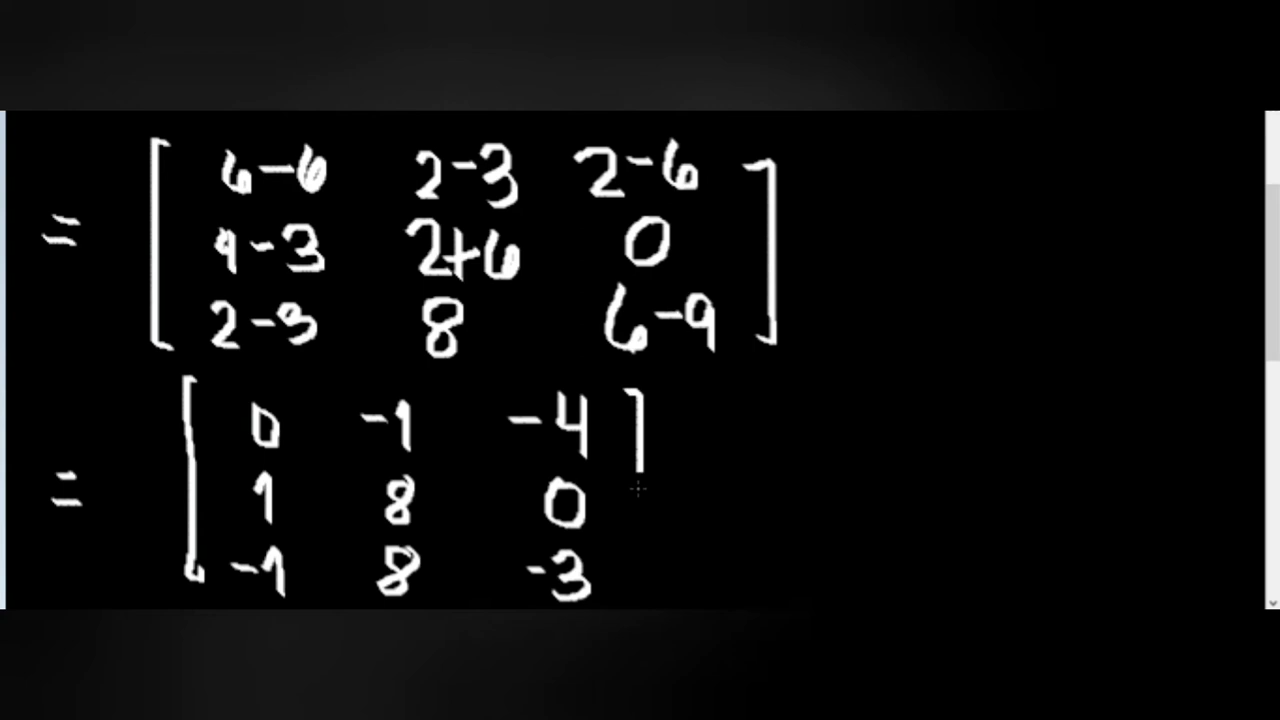 = [ 6-6 2-3 2-6
4-3 2+6 0
2-3 8 6-9 ]
= [ 0 -1 -4 ]
1 8 0
-1 8 -3